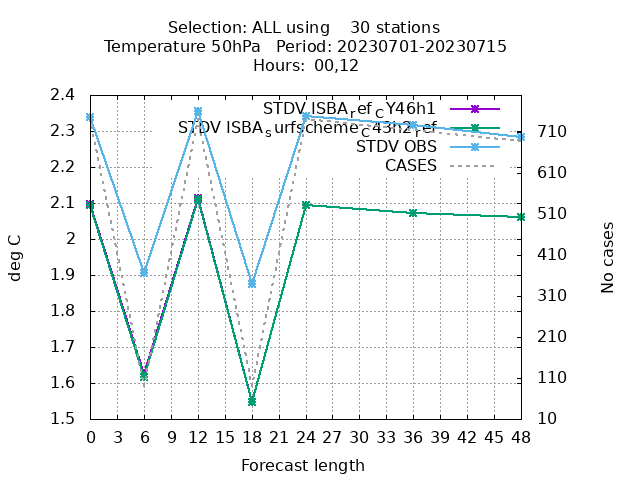 Selection: ALL using 30 stations
Temperature 50hPa Period: 20230701-20230715
Hours: 00,12
STDV ISBA_ref_CY46h1
STDV ISBA_surfscheme_c43h2_ref
STDV OBS
CASES
2.4
2.3
2.2
2.1
2
1.9
1.8
1.7
1.6
1.5
deg C
710
610
510
410
310
210
110
10
No cases
0 3 6 9 12 15 18 21 24 27 30 33 36 39 42 45 48
Forecast length